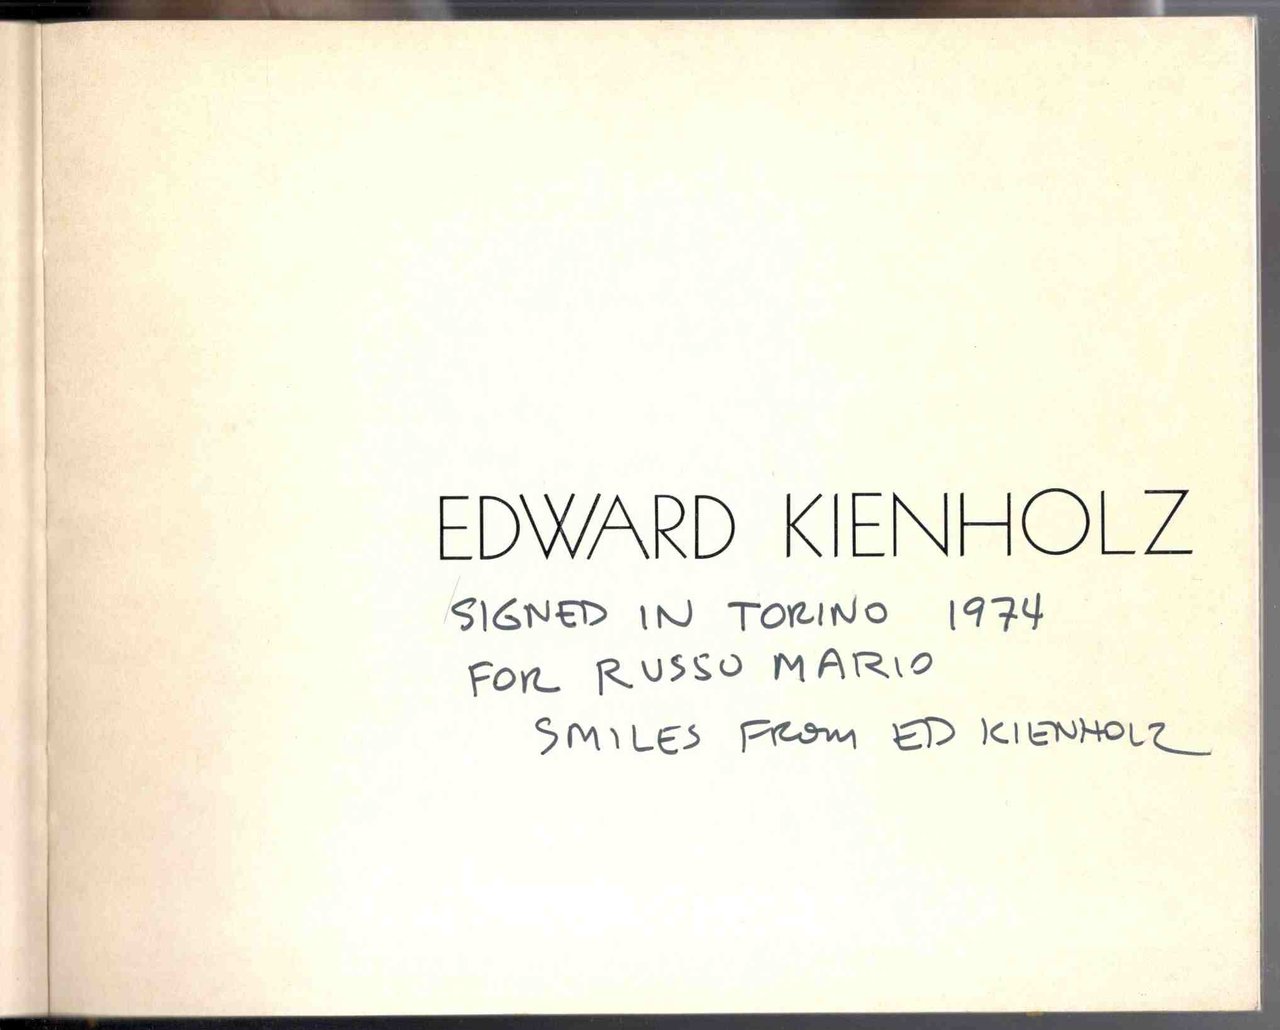 EDWARD KIENHOLZ
SIGNED IN TORINO 1974
FOR RUSSO MARIO
SMILES FROM ED KIENHOLZ